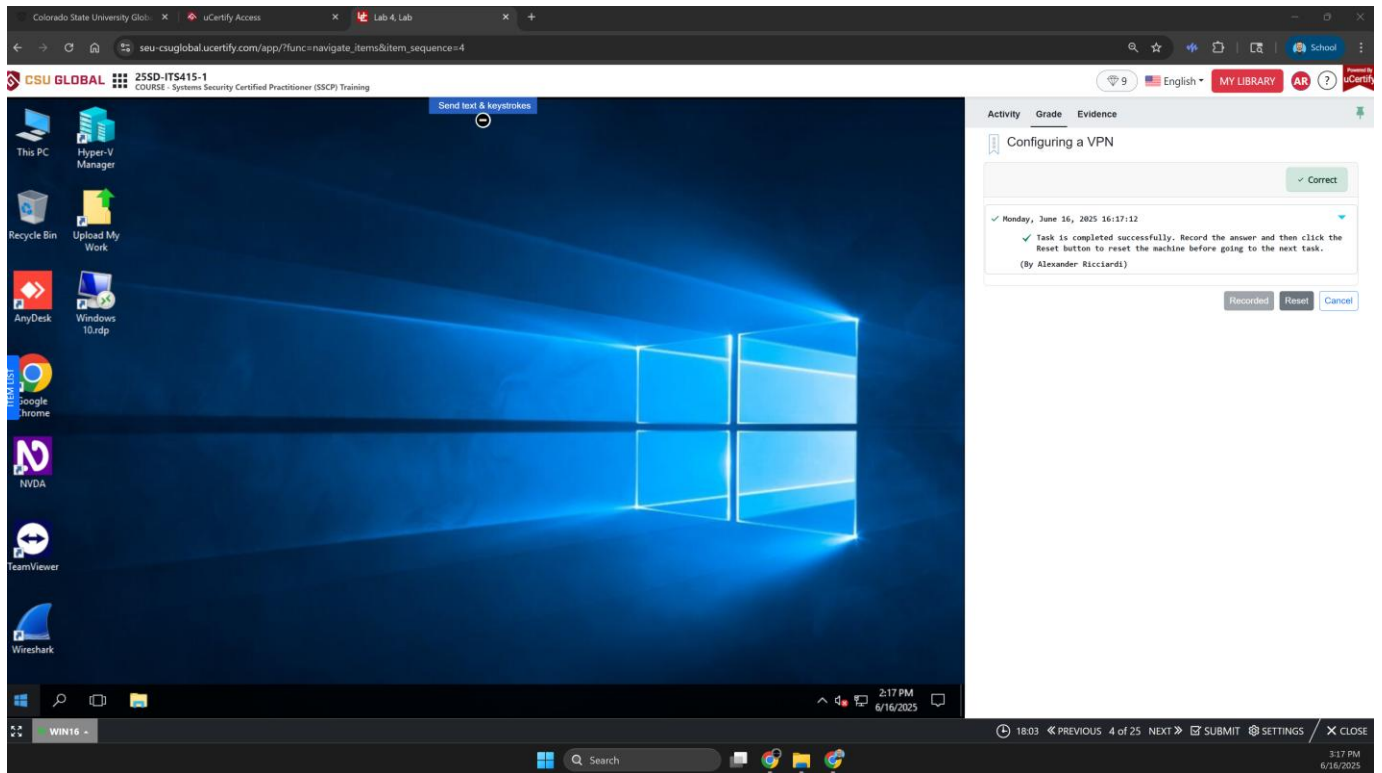 Colorado State University Glob
uCertify Access
Lab 4, Lab
seu-csuglobal.ucertify.com/app/?func=navigate_items&item_sequence=4
School
CSU GLOBAL
25SD-ITS415-1
COURSE - Systems Security Certified Practitioner (SSCP) Training
9
English
MY LIBRARY
AR
?
Powered By
uCertify
Send text & keystrokes
This PC
Hyper-V
Manager
Recycle Bin
Upload My
Work
AnyDesk
Windows
10.rdp
ITEM LIST
Google
Chrome
NVDA
TeamViewer
Wireshark
2:17 PM
6/16/2025
Activity
Grade
Evidence
Configuring a VPN
Correct
Monday, June 16, 2025 16:17:12
Task is completed successfully. Record the answer and then click the
Reset button to reset the machine before going to the next task.
(By Alexander Ricciardi)
Recorded
Reset
Cancel
WIN16
18:03
PREVIOUS
4 of 25
NEXT
SUBMIT
SETTINGS
CLOSE
Search
3:17 PM
6/16/2025